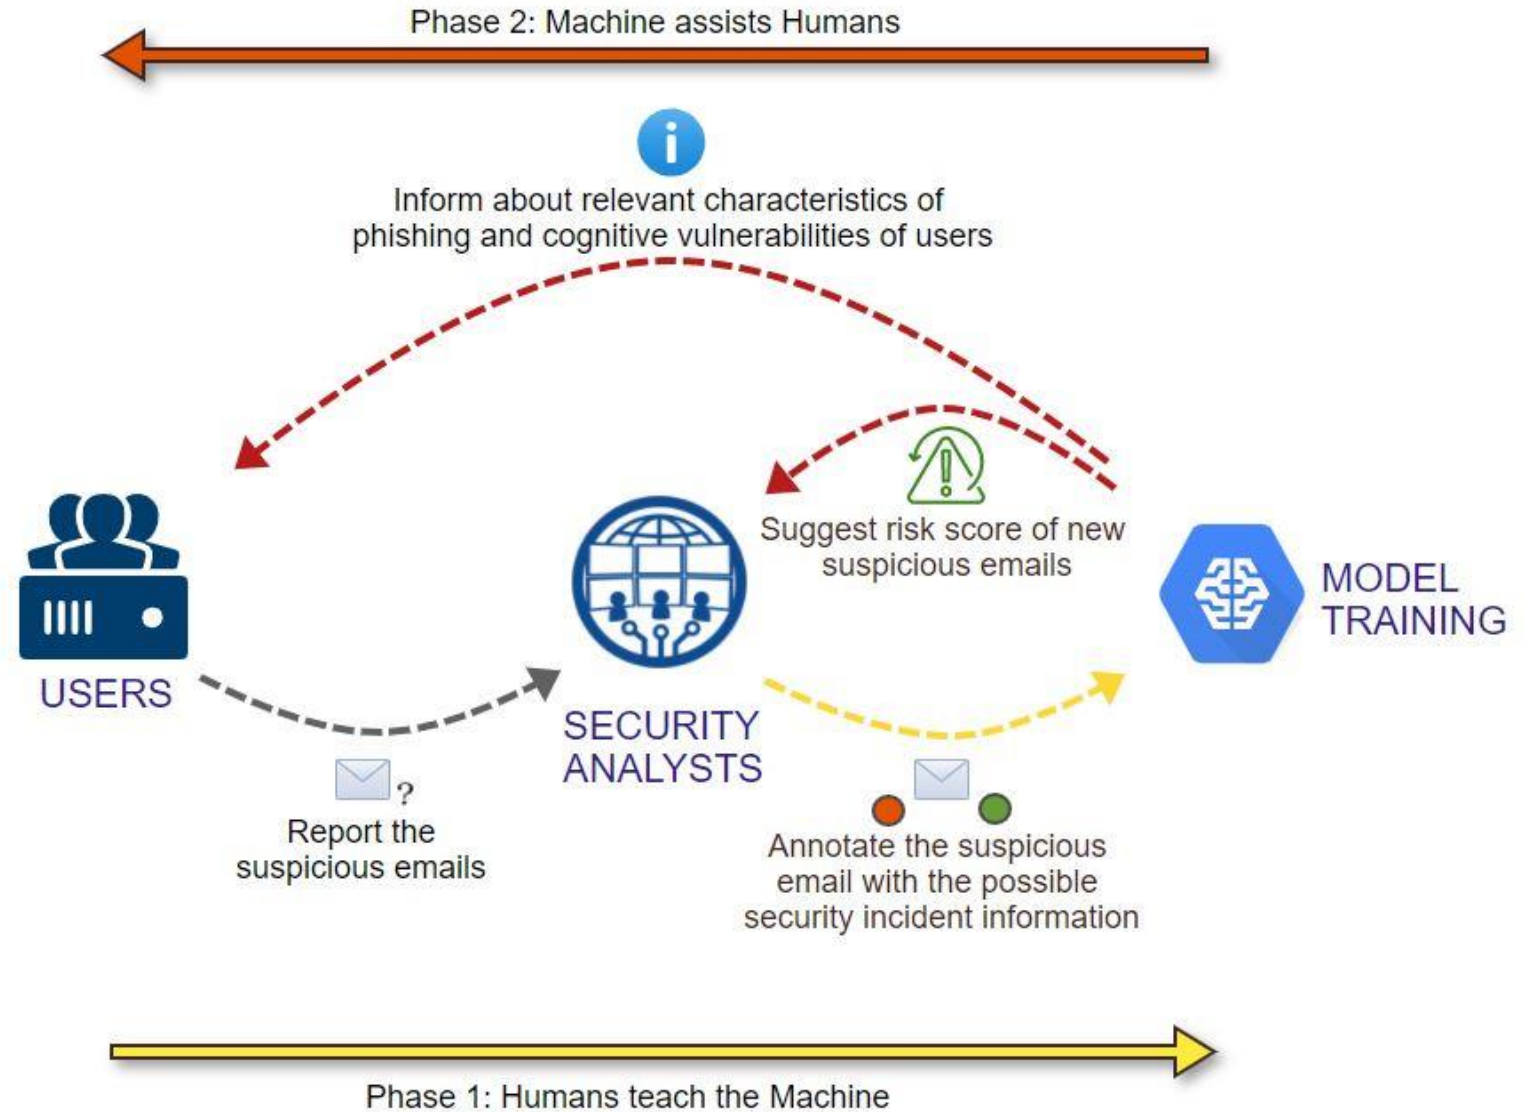 Phase 2: Machine assists Humans
Inform about relevant characteristics of
phishing and cognitive vulnerabilities of users
Suggest risk score of new
suspicious emails
MODEL
TRAINING
USERS
SECURITY
ANALYSTS
?
Report the
suspicious emails
Annotate the suspicious
email with the possible
security incident information
Phase 1: Humans teach the Machine